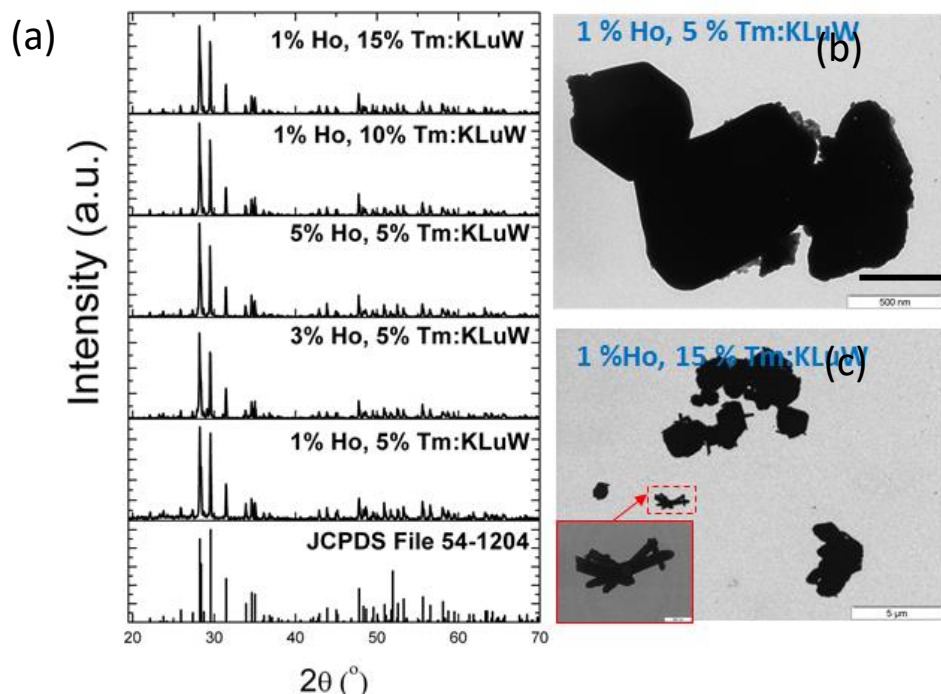 (a)
Intensity (a.u.)
1% Ho, 15% Tm:KLuW
1% Ho, 10% Tm:KLuW
5% Ho, 5% Tm:KLuW
3% Ho, 5% Tm:KLuW
1% Ho, 5% Tm:KLuW
JCPDS File 54-1204
20 30 40 50 60 70
2θ (°)
1 % Ho, 5 % Tm:KLuW
(b)
500 nm
1 %Ho, 15 % Tm:KLuW
(c)
5 µm